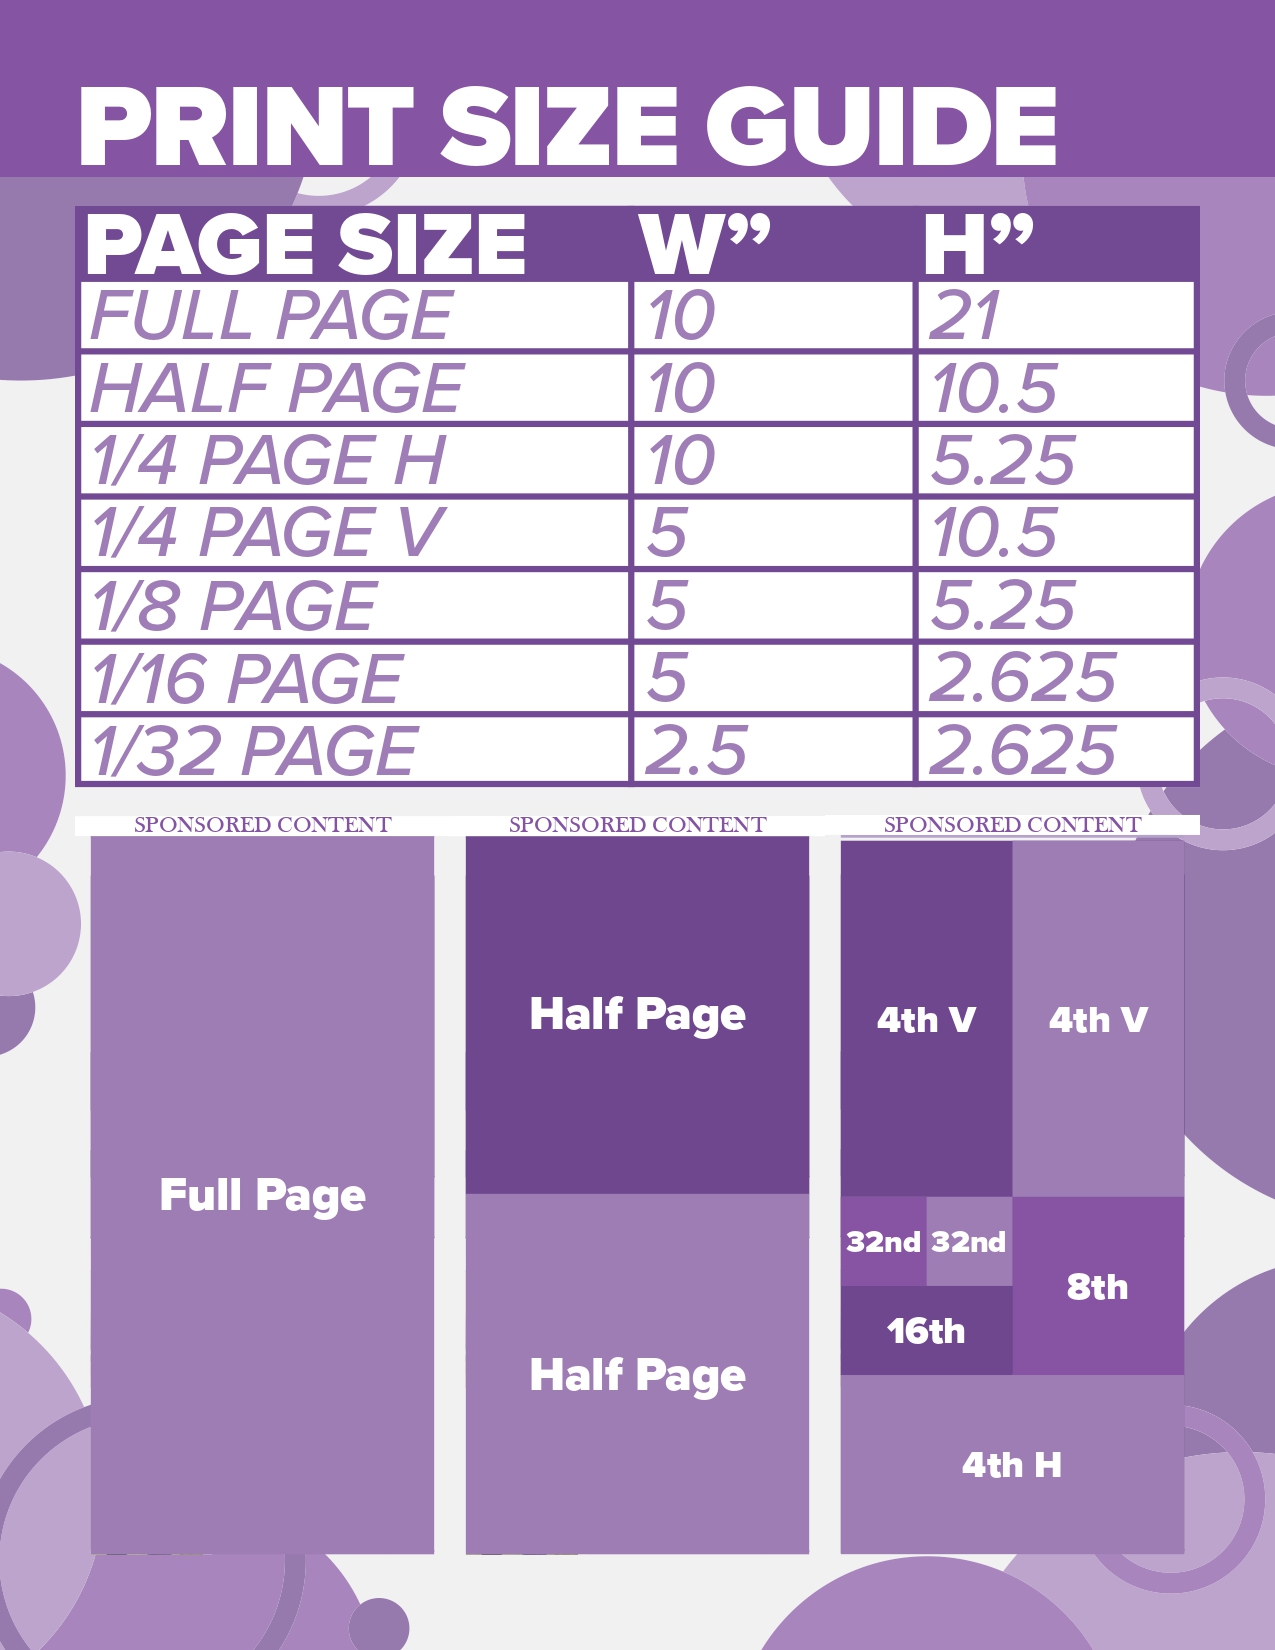 PRINT SIZE GUIDE
PAGE SIZE W” H”
FULL PAGE 10 21
HALF PAGE 10 10.5
1/4 PAGE H 10 5.25
1/4 PAGE V 5 10.5
1/8 PAGE 5 5.25
1/16 PAGE 5 2.625
1/32 PAGE 2.5 2.625
SPONSORED CONTENT SPONSORED CONTENT SPONSORED CONTENT
Full Page
Half Page
Half Page
4th V 4th V
32nd 32nd
8th
16th
4th H